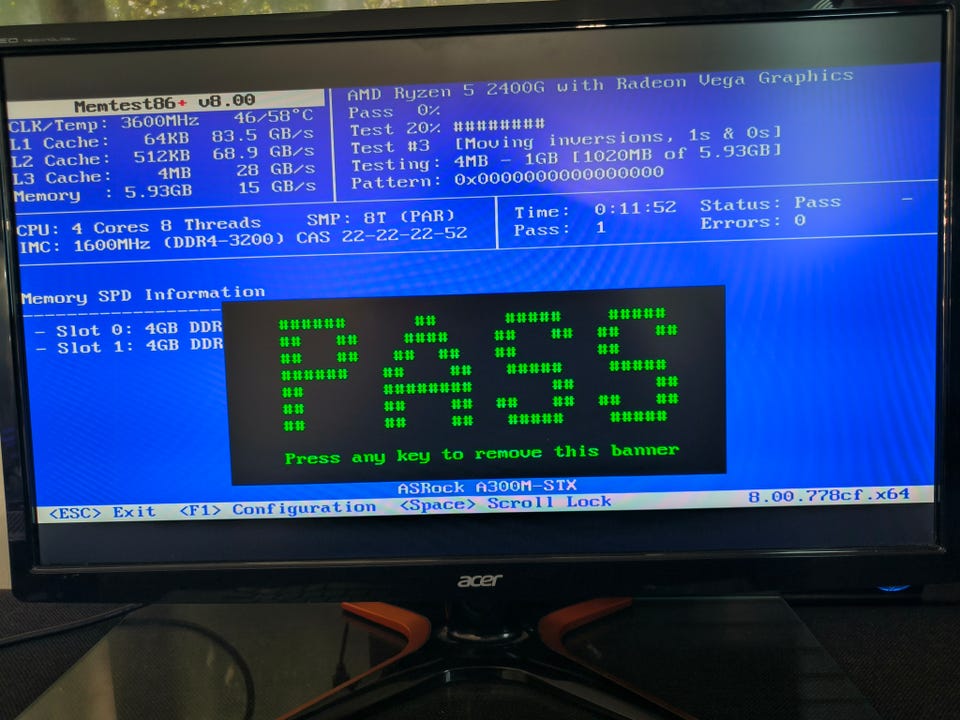 Memtest86+ v8.00
CLK/Temp: 3600MHz 46/58°C
L1 Cache: 64KB 83.5 GB/s
L2 Cache: 512KB 68.9 GB/s
L3 Cache: 4MB 28 GB/s
Memory : 5.93GB 15 GB/s
AMD Ryzen 5 2400G with Radeon Vega Graphics
Pass 0%
Test 20% ########
Test #3 [Moving inversions, 1s & 0s]
Testing: 4MB - 1GB [1020MB of 5.93GB]
Pattern: 0x0000000000000000
CPU: 4 Cores 8 Threads SMP: 8T (PAR)
IMC: 1600MHz (DDR4-3200) CAS 22-22-22-52
Time: 0:11:52 Status: Pass -
Pass: 1 Errors: 0
Memory SPD Information
- Slot 0: 4GB DDR
- Slot 1: 4GB DDR
PASS
Press any key to remove this banner
ASRock A300M-STX
<ESC> Exit <F1> Configuration <Space> Scroll Lock 8.00.778cf.x64
acer